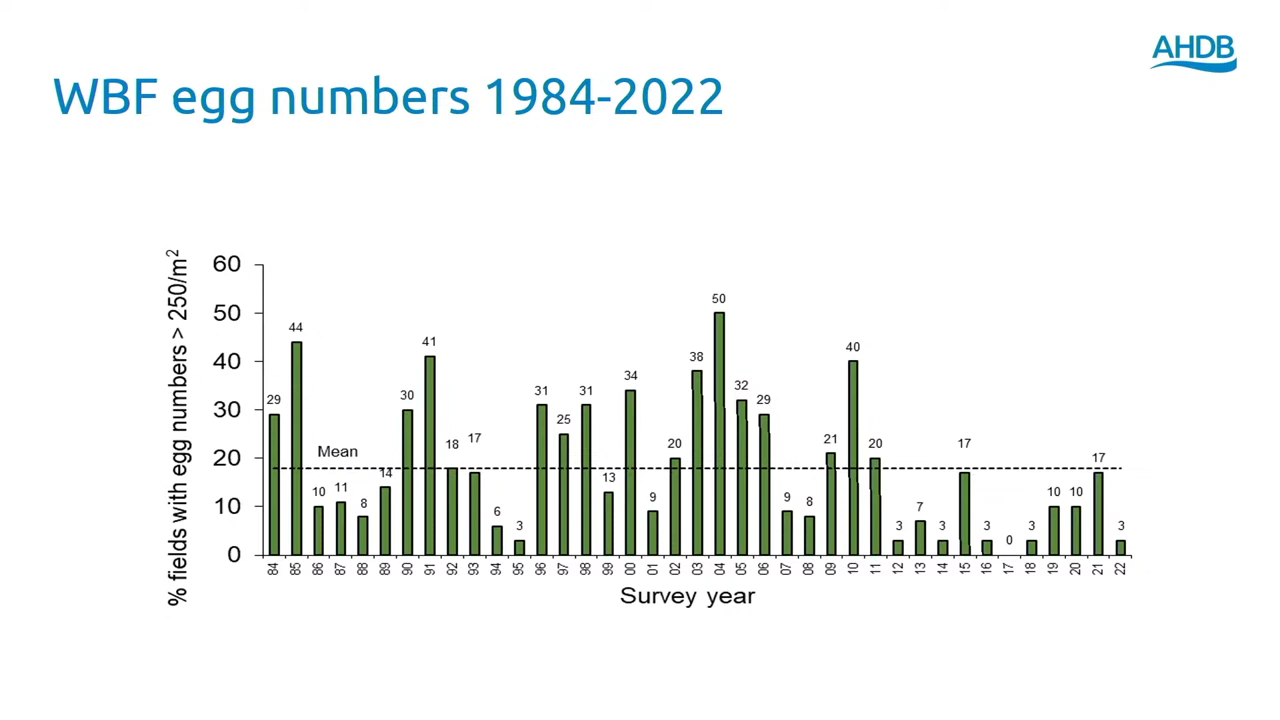 AHDB
WBF egg numbers 1984-2022
% fields with egg numbers > 250/m²
60
50
40
30
20
10
0
Mean
29 44 10 11 8 14 30 41 18 17 6 3 31 25 31 13 34 9 20 38 50 32 29 9 8 21 40 20 3 7 3 17 3 0 3 10 10 17 3
84 85 86 87 88 89 90 91 92 93 94 95 96 97 98 99 00 01 02 03 04 05 06 07 08 09 10 11 12 13 14 15 16 17 18 19 20 21 22
Survey year